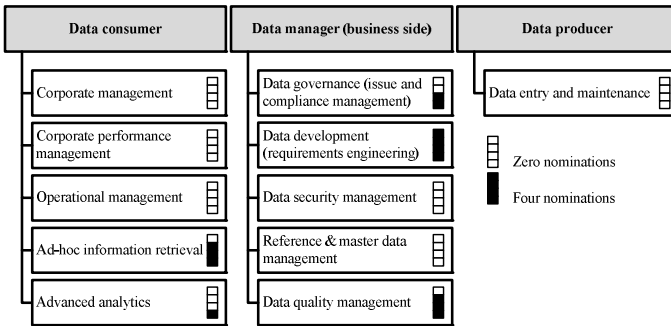 Data consumer
Corporate management
Corporate performance
management
Operational management
Ad-hoc information retrieval
Advanced analytics
Data manager (business side)
Data governance (issue and
compliance management)
Data development
(requirements engineering)
Data security management
Reference & master data
management
Data quality management
Data producer
Data entry and maintenance
Zero nominations
Four nominations